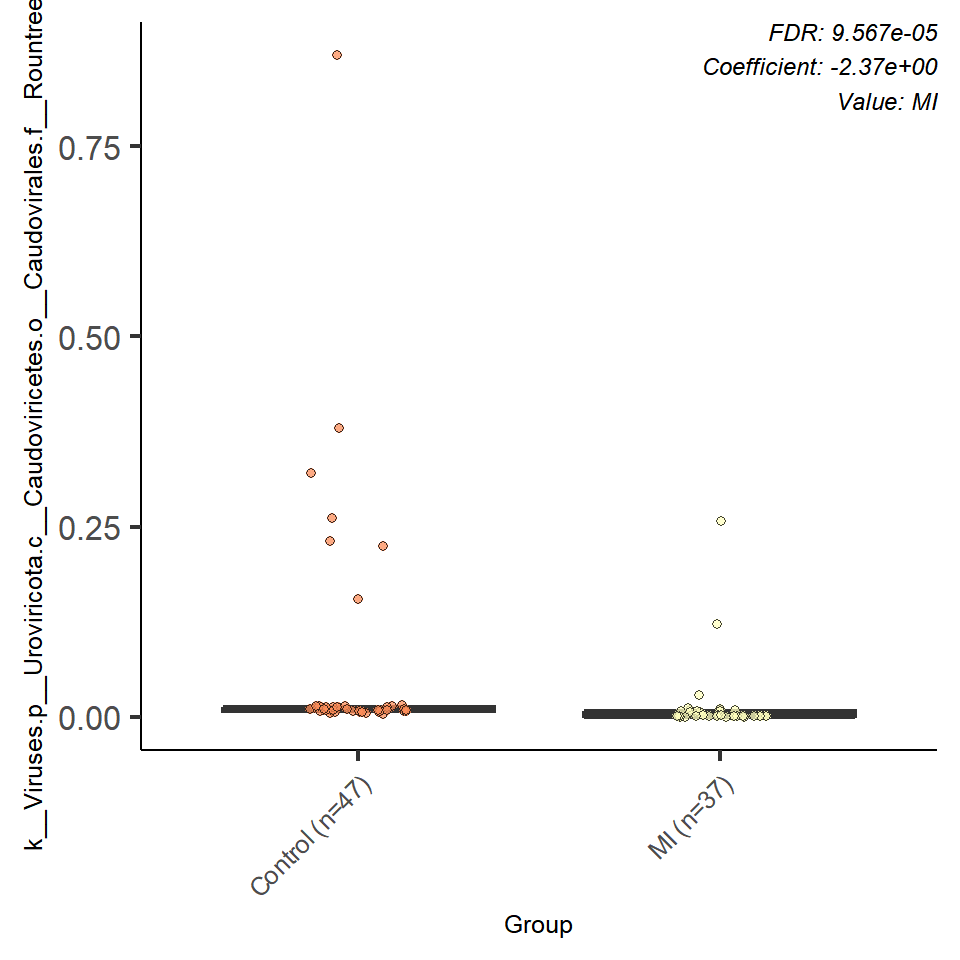 FDR: 9.567e-05
Coefficient: -2.37e+00
Value: MI
k__Viruses.p__Uroviricota.c__Caudoviricetes.o__Caudovirales.f__Rountree
0.75
0.50
0.25
0.00
Control (n=47)
MI (n=37)
Group